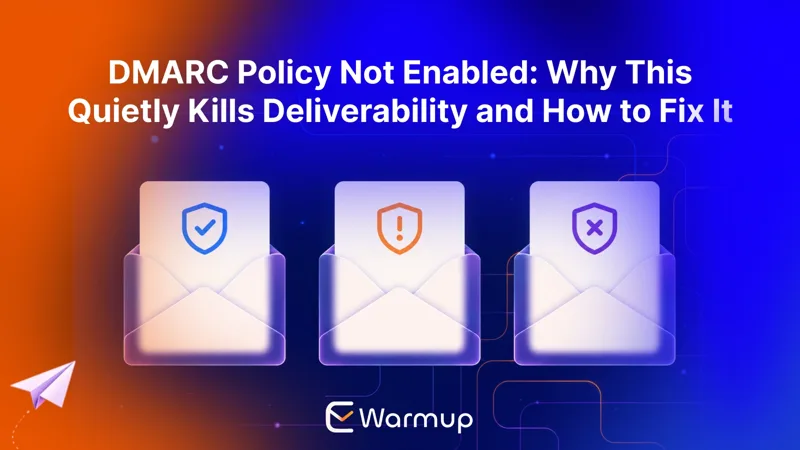 DMARC Policy Not Enabled: Why This
Quietly Kills Deliverability and How to Fix It
Warmup